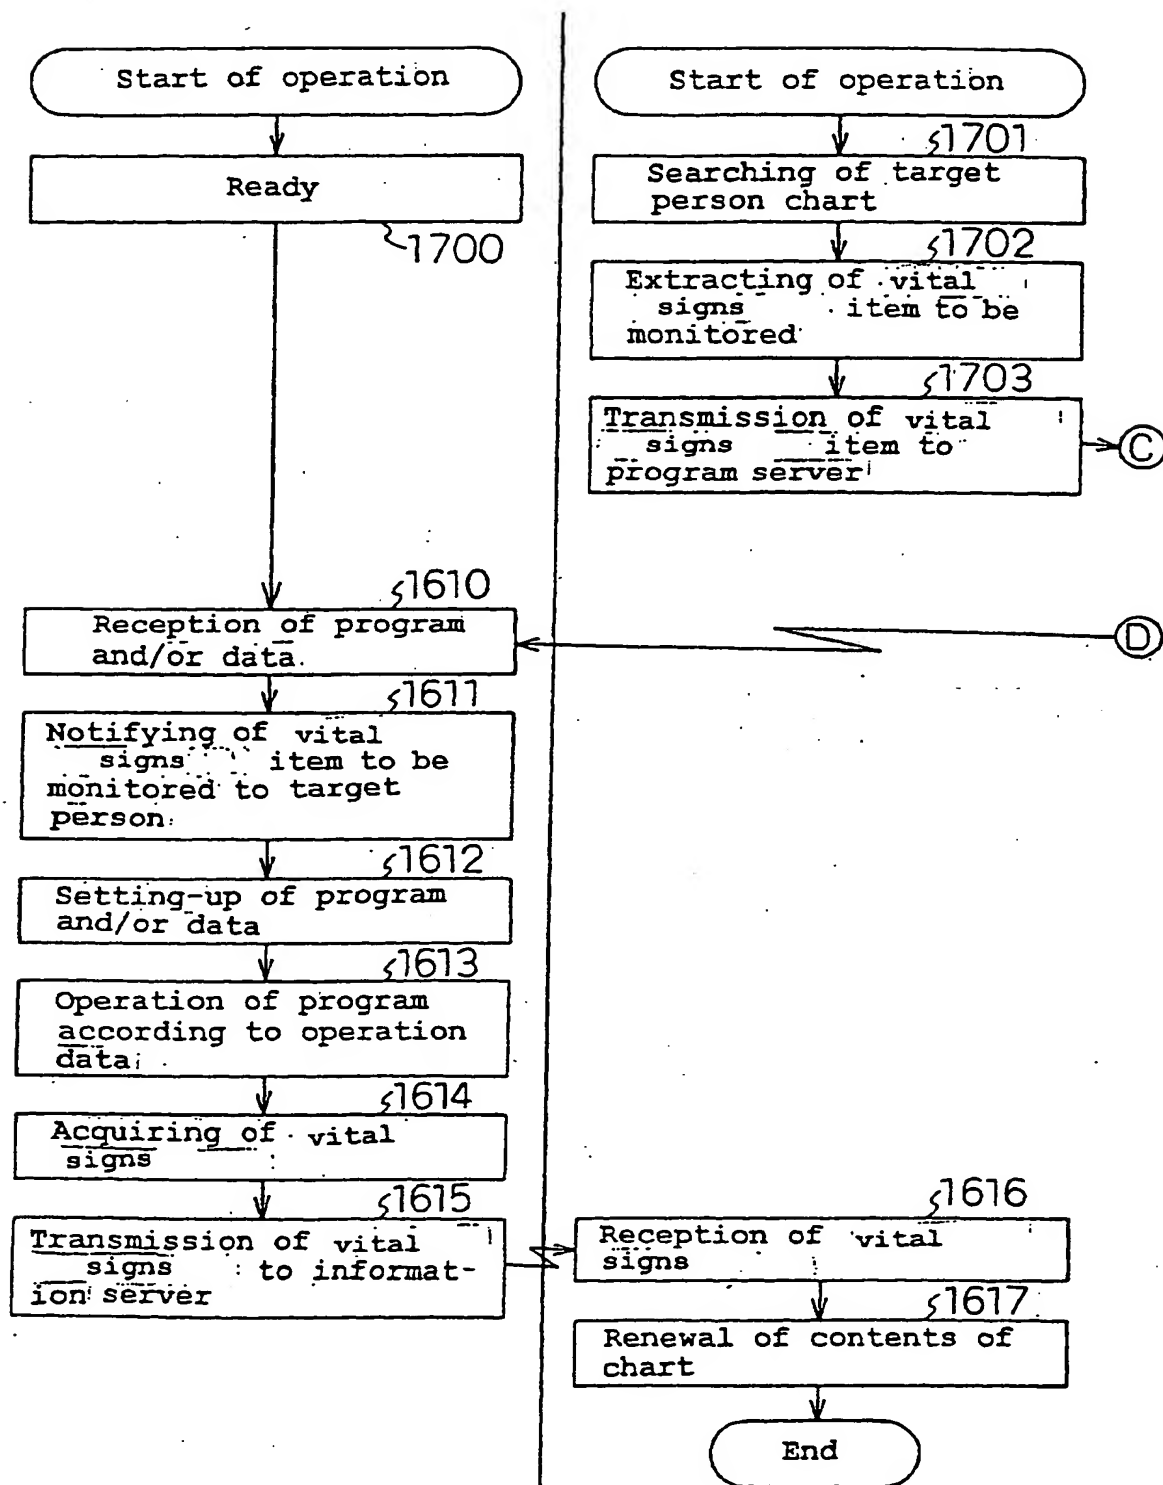 Start of operation
Ready
1700
Start of operation
1701
Searching of target
person chart
1702
Extracting of vital
signs item to be
monitored
1703
Transmission of vital
signs item to
program server
C
1610
Reception of program
and/or data
D
1611
Notifying of vital
signs item to be
monitored to target
person
1612
Setting-up of program
and/or data
1613
Operation of program
according to operation
data
1614
Acquiring of vital
signs
1615
Transmission of vital
signs to informat-
ion server
1616
Reception of vital
signs
1617
Renewal of contents of
chart
End